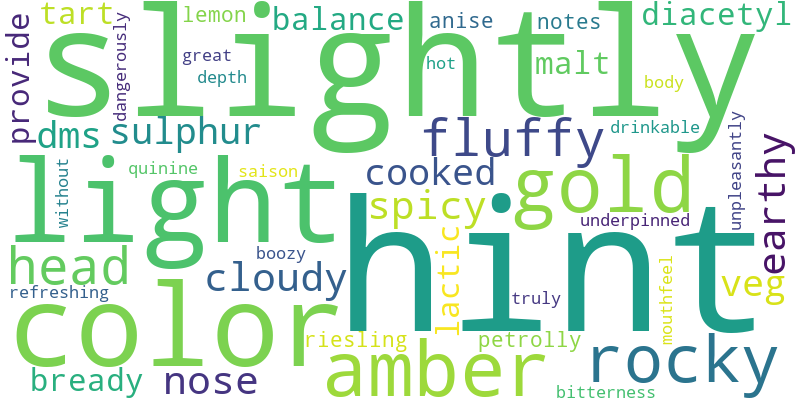 tart
lemon
balance
anise
notes
diacetyl
provide
dangerously
slightly
great
depth
hot
malt
body
dms
sulphur
fluffy
drinkable
unpleasantly
earthy
without
quinine
saison
cooked
light
spicy
gold
underpinned
head
boozy
cloudy
lactic
hint
truly
mouthfeel
veg
refreshing
color
riesling
petrolly
rocky
bready
nose
amber
bitterness